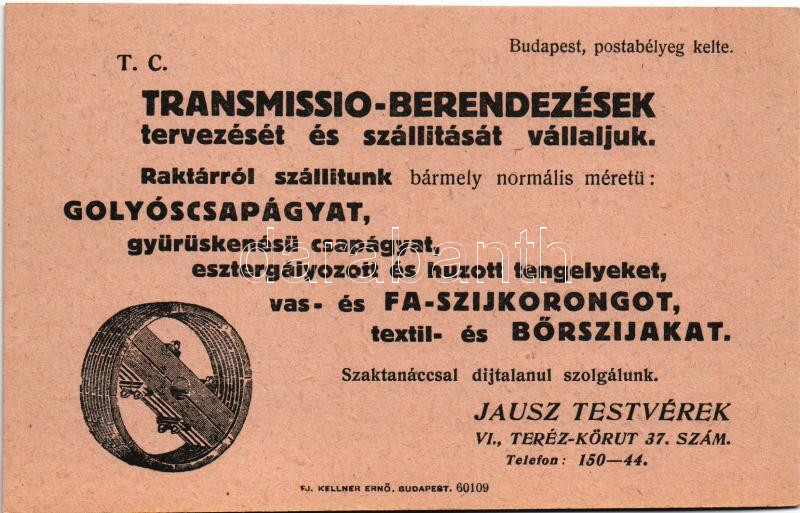 Budapest, postabélyeg kelte.
T. C.
TRANSMISSIO-BERENDEZÉSEK
tervezését és szállitását vállaljuk.
Raktárról szállitunk bármely normális méretü:
GOLYÓSCSAPÁGYAT,
gyürüskenésü csapágyat,
esztergályozott és huzott tengelyeket,
vas- és FA-SZIJKORONGOT,
textil- és BŐRSZIJAKAT.
Szaktanáccsal dijtalanul szolgálunk.
JAUSZ TESTVÉREK
VI., TERÉZ-KÖRUT 37. SZÁM.
Telefon: 150—44.
FJ. KELLNER ERNŐ. BUDAPEST. 60109
darabanth